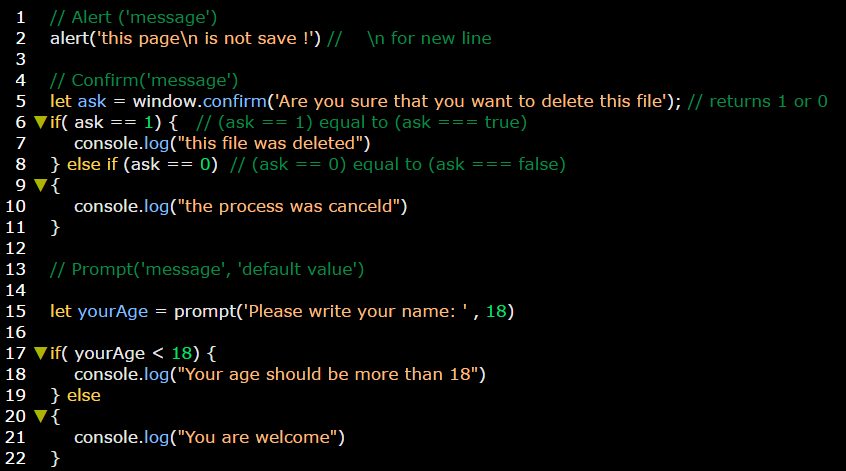 1 // Alert ('message')
2 alert('this page\n is not save !') // \n for new line
3
4 // Confirm('message')
5 let ask = window.confirm('Are you sure that you want to delete this file'); // returns 1 or 0
6 if( ask == 1) { // (ask == 1) equal to (ask === true)
7 console.log("this file was deleted")
8 } else if (ask == 0) // (ask == 0) equal to (ask === false)
9 {
10 console.log("the process was canceld")
11 }
12
13 // Prompt('message', 'default value')
14
15 let yourAge = prompt('Please write your name: ' , 18)
16
17 if( yourAge < 18) {
18 console.log("Your age should be more than 18")
19 } else
20 {
21 console.log("You are welcome")
22 }